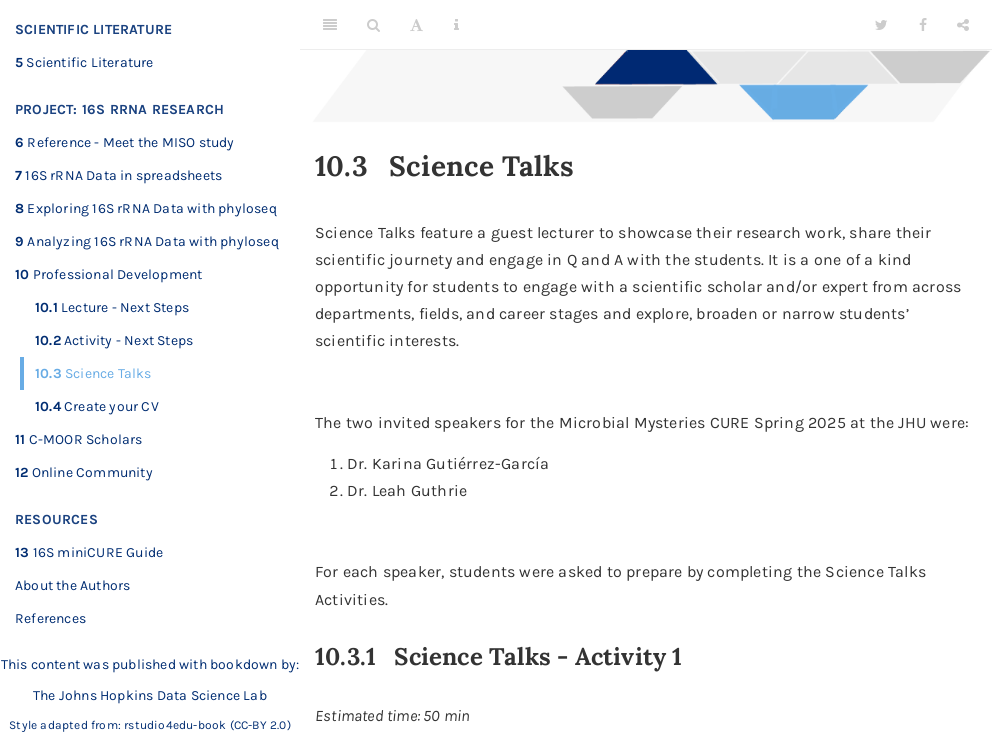 SCIENTIFIC LITERATURE
5 Scientific Literature
PROJECT: 16S RRNA RESEARCH
6 Reference - Meet the MISO study
7 16S rRNA Data in spreadsheets
8 Exploring 16S rRNA Data with phyloseq
9 Analyzing 16S rRNA Data with phyloseq
10 Professional Development
10.1 Lecture - Next Steps
10.2 Activity - Next Steps
10.3 Science Talks
10.4 Create your CV
11 C-MOOR Scholars
12 Online Community
RESOURCES
13 16S miniCURE Guide
About the Authors
References
This content was published with bookdown by:
The Johns Hopkins Data Science Lab
Style adapted from: rstudio4edu-book (CC-BY 2.0)
10.3 Science Talks
Science Talks feature a guest lecturer to showcase their research work, share their
scientific journety and engage in Q and A with the students. It is a one of a kind
opportunity for students to engage with a scientific scholar and/or expert from across
departments, fields, and career stages and explore, broaden or narrow students’
scientific interests.
The two invited speakers for the Microbial Mysteries CURE Spring 2025 at the JHU were:
1. Dr. Karina Gutiérrez-García
2. Dr. Leah Guthrie
For each speaker, students were asked to prepare by completing the Science Talks
Activities.
10.3.1 Science Talks - Activity 1
Estimated time: 50 min